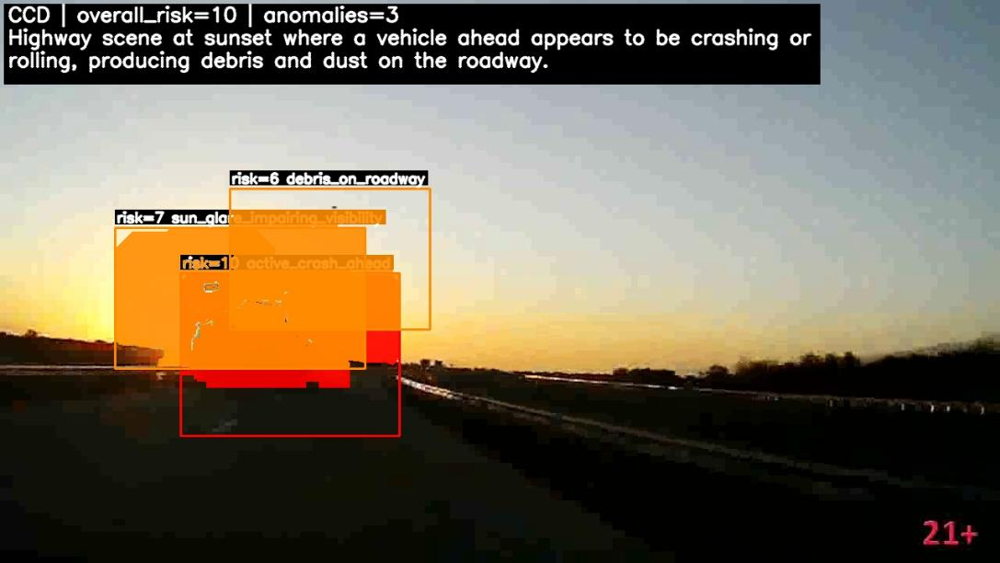 CCD | overall_risk=10 | anomalies=3
Highway scene at sunset where a vehicle ahead appears to be crashing or
rolling, producing debris and dust on the roadway.
risk=6 debris_on_roadway
risk=7 sun_glare_impairing_visibility
risk=10 active_crash_ahead
21+